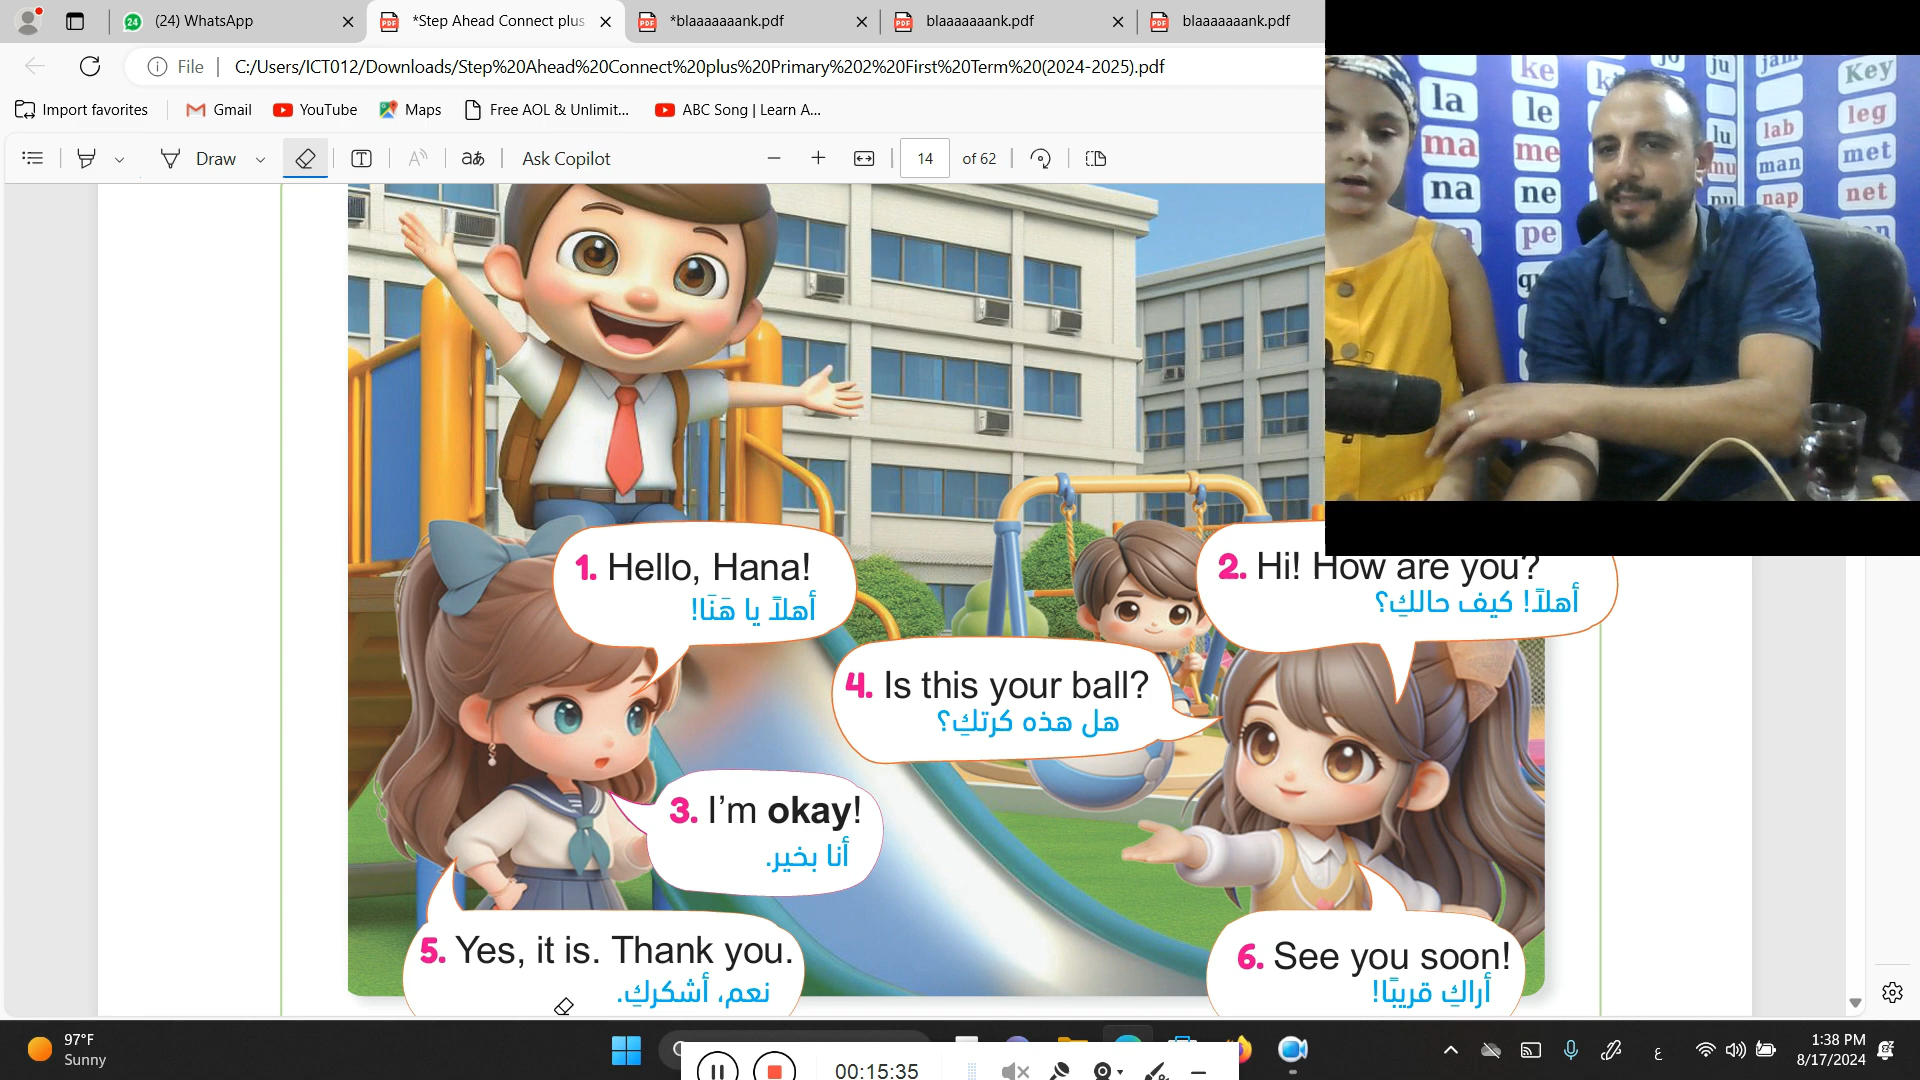 (24) WhatsApp
*Step Ahead Connect plus
*blaaaaaaank.pdf
blaaaaaaank.pdf
blaaaaaaank.pdf
File
C:/Users/ICT012/Downloads/Step%20Ahead%20Connect%20plus%20Primary%202%20First%20Term%20(2024-2025).pdf
Import favorites
Gmail
YouTube
Maps
Free AOL & Unlimit...
ABC Song | Learn A...
Draw
Ask Copilot
14
of 62
1. Hello, Hana!
أهلاً يا هَنَا!
2. Hi! How are you?
أهلاً! كيف حالكِ؟
4. Is this your ball?
هل هذه كرتكِ؟
3. I'm okay!
أنا بخير.
5. Yes, it is. Thank you.
نعم، أشكركِ.
6. See you soon!
أراكِ قريبًا!
ke
ju
jam
Key
la
le
lu
lab
leg
ma
me
mu
man
met
na
ne
nap
net
pe
97°F
Sunny
00:15:35
ع
1:38 PM
8/17/2024